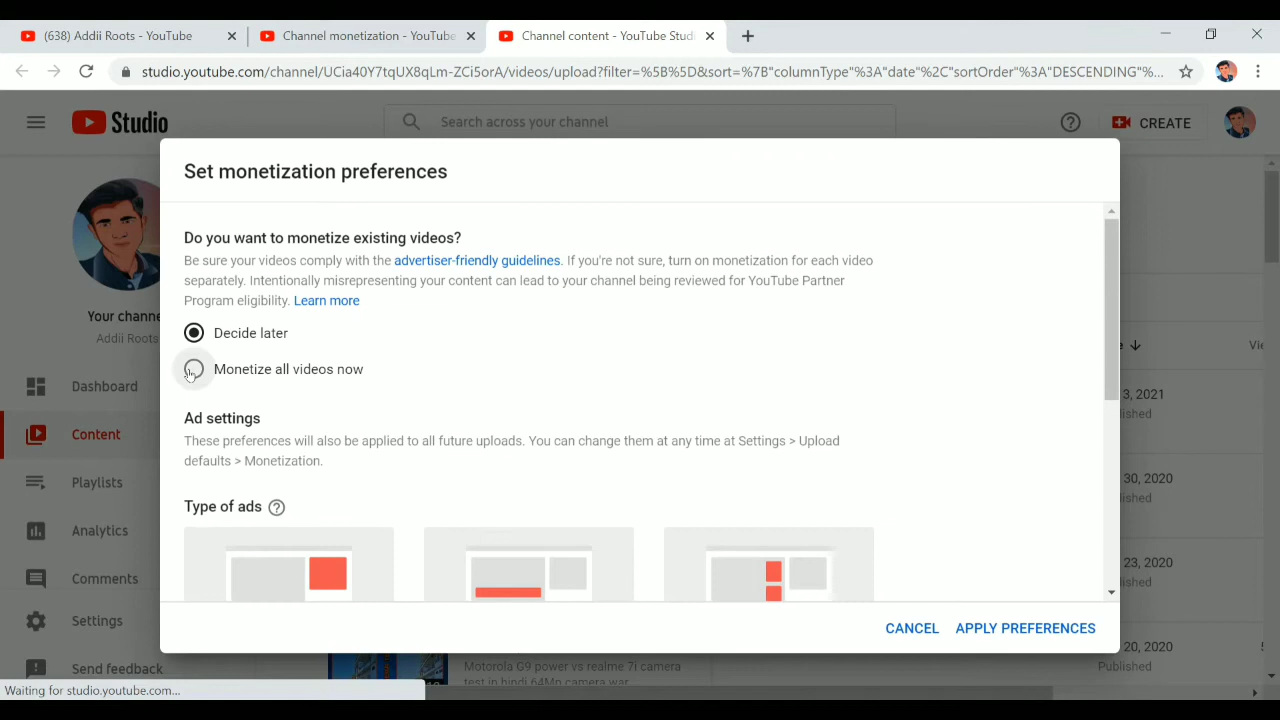 (638) Addii Roots - YouTube
Channel monetization - YouTube
Channel content - YouTube Studi
studio.youtube.com/channel/UCia40Y7tqUX8qLm-ZCi5orA/videos/upload?filter=%5B%5D&sort=%7B"columnType"%3A"date"%2C"sortOrder"%3A"DESCENDING"%...
Studio
Search across your channel
CREATE
Set monetization preferences
Do you want to monetize existing videos?
Be sure your videos comply with the advertiser-friendly guidelines. If you're not sure, turn on monetization for each video
separately. Intentionally misrepresenting your content can lead to your channel being reviewed for YouTube Partner
Program eligibility. Learn more
Your channe
Addii Roots
Decide later
Monetize all videos now
Vie
Dashboard
3, 2021
ished
Ad settings
Content
These preferences will also be applied to all future uploads. You can change them at any time at Settings > Upload
defaults > Monetization.
Playlists
30, 2020
ished
Type of ads
Analytics
23, 2020
ished
Comments
Settings
CANCEL
APPLY PREFERENCES
20, 2020
Published
Send feedback
Motorola G9 power vs realme 7i camera
test in hindi 64Mp camera war
Waiting for studio.youtube.com...